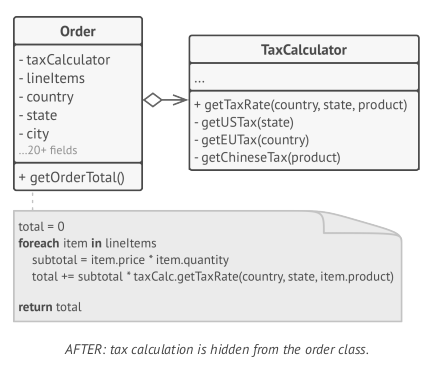 Order
- taxCalculator
- lineItems
- country
- state
- city
...20+ fields
+ getOrderTotal()
TaxCalculator
...
+ getTaxRate(country, state, product)
- getUSTax(state)
- getEUTax(country)
- getChineseTax(product)
total = 0
foreach item in lineItems
subtotal = item.price * item.quantity
total += subtotal * taxCalc.getTaxRate(country, state, item.product)
return total
AFTER: tax calculation is hidden from the order class.